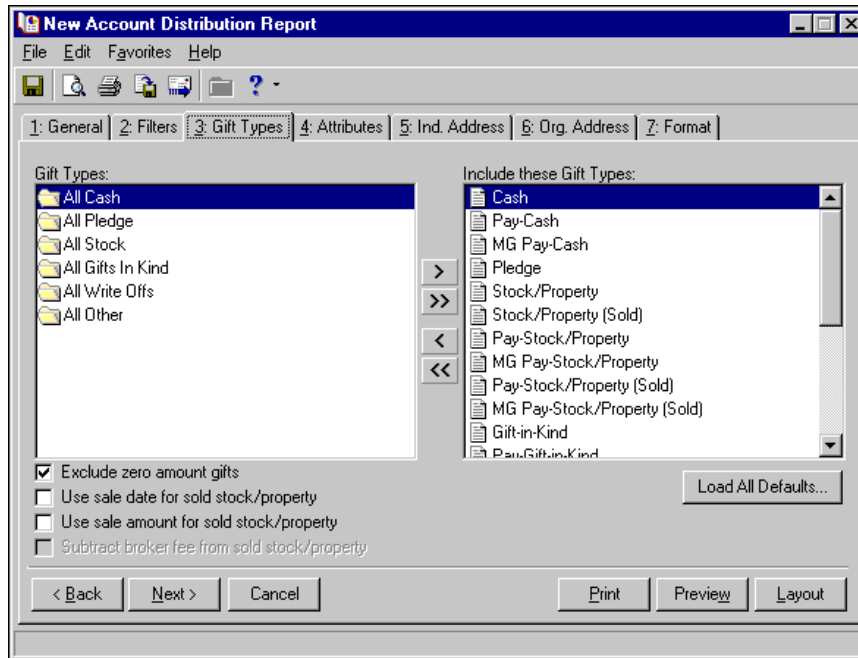 New Account Distribution Report
File Edit Favorites Help
1: General 2: Filters 3: Gift Types 4: Attributes 5: Ind. Address 6: Org. Address 7: Format
Gift Types:
All Cash
All Pledge
All Stock
All Gifts In Kind
All Write Offs
All Other
>
>>
<
<<
Include these Gift Types:
Cash
Pay-Cash
MG Pay-Cash
Pledge
Stock/Property
Stock/Property (Sold)
Pay-Stock/Property
MG Pay-Stock/Property
Pay-Stock/Property (Sold)
MG Pay-Stock/Property (Sold)
Gift-in-Kind
Pay-Gift-in-Kind
Exclude zero amount gifts
Use sale date for sold stock/property
Use sale amount for sold stock/property
Subtract broker fee from sold stock/property
Load All Defaults...
< Back Next > Cancel Print Preview Layout